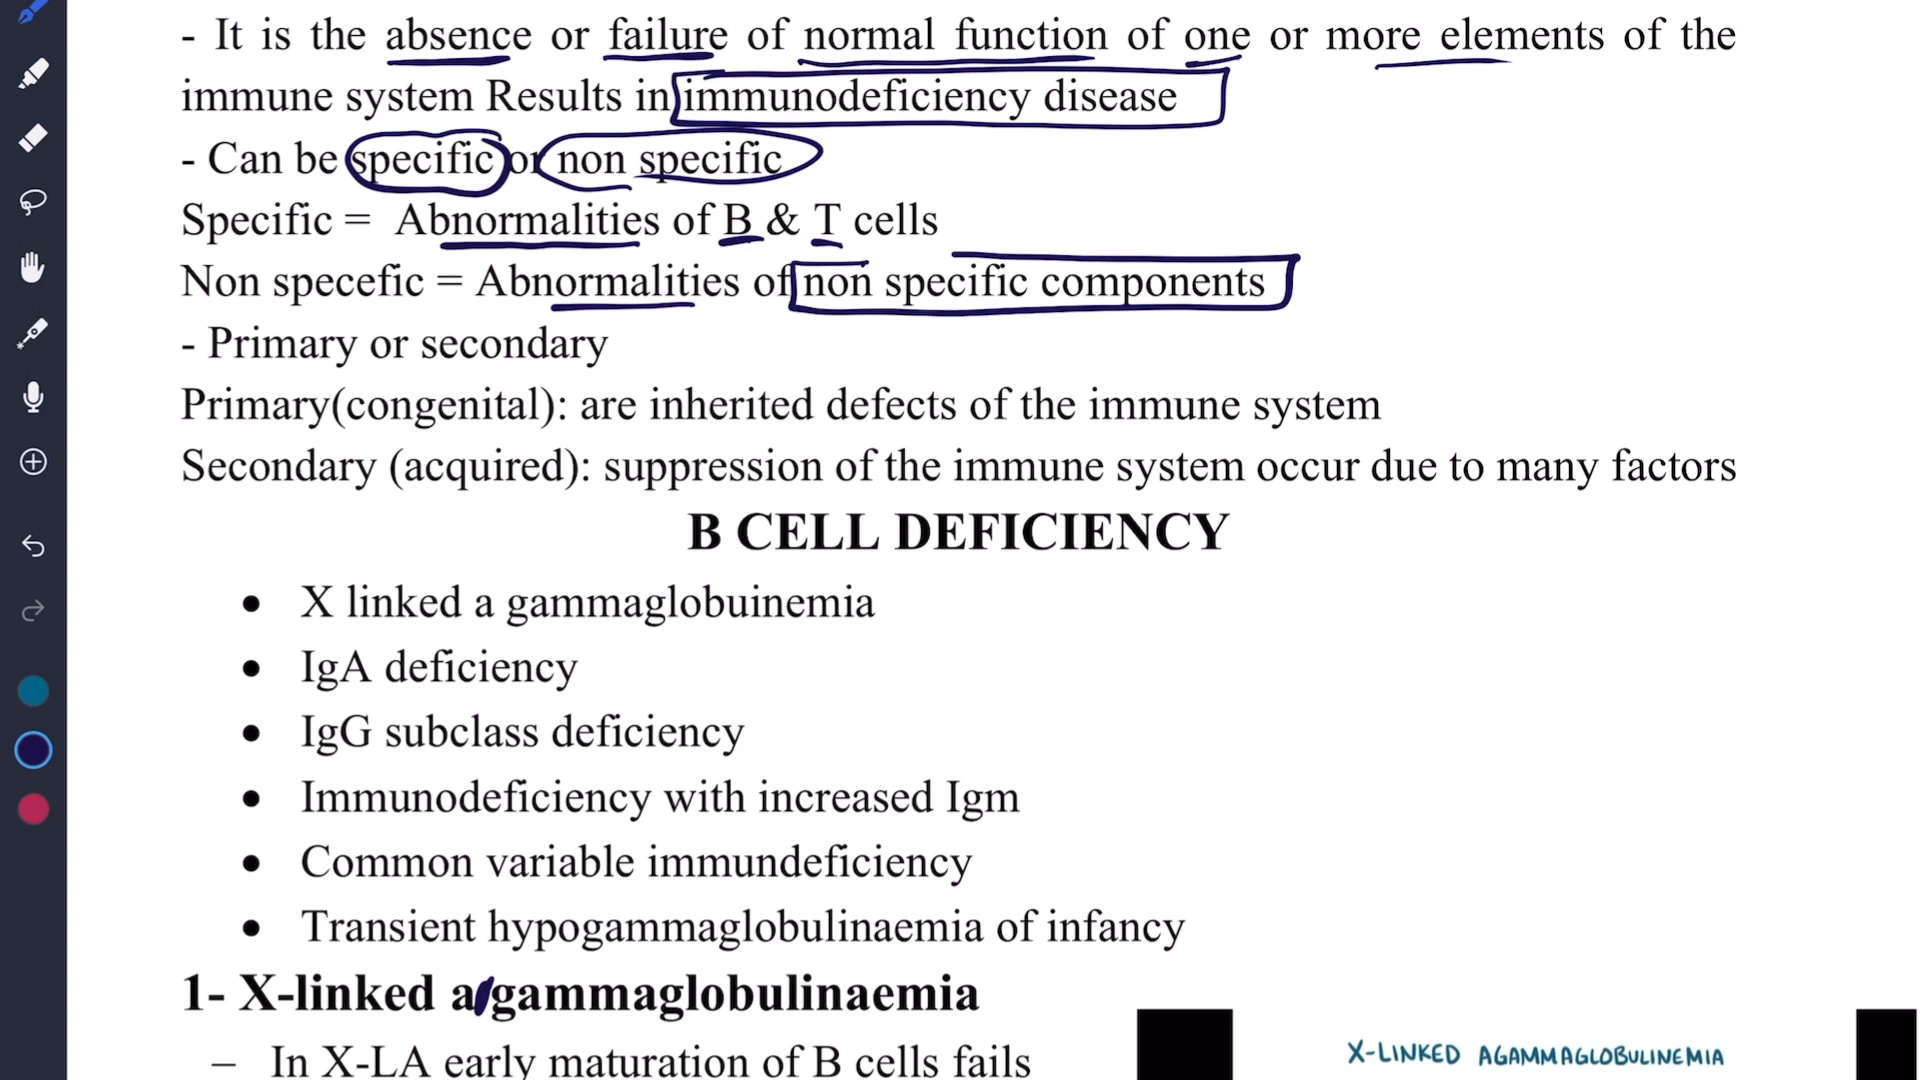 - It is the absence or failure of normal function of one or more elements of the
immune system Results in immunodeficiency disease
- Can be specific or non specific
Specific = Abnormalities of B & T cells
Non specefic = Abnormalities of non specific components
- Primary or secondary
Primary(congenital): are inherited defects of the immune system
Secondary (acquired): suppression of the immune system occur due to many factors
B CELL DEFICIENCY
• X linked a gammaglobuinemia
• IgA deficiency
• IgG subclass deficiency
• Immunodeficiency with increased Igm
• Common variable immundeficiency
• Transient hypogammaglobulinaemia of infancy
1- X-linked a gammaglobulinaemia
– In X-LA early maturation of B cells fails
X-LINKED AGAMMAGLOBULINEMIA